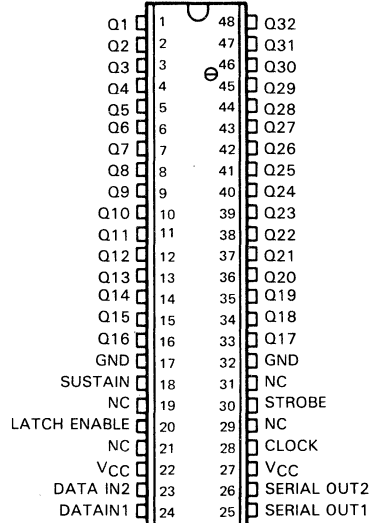 Q1 1 48 Q32
Q2 2 47 Q31
Q3 3 46 Q30
Q4 4 45 Q29
Q5 5 44 Q28
Q6 6 43 Q27
Q7 7 42 Q26
Q8 8 41 Q25
Q9 9 40 Q24
Q10 10 39 Q23
Q11 11 38 Q22
Q12 12 37 Q21
Q13 13 36 Q20
Q14 14 35 Q19
Q15 15 34 Q18
Q16 16 33 Q17
GND 17 32 GND
SUSTAIN 18 31 NC
NC 19 30 STROBE
LATCH ENABLE 20 29 NC
NC 21 28 CLOCK
VCC 22 27 VCC
DATA IN2 23 26 SERIAL OUT2
DATAIN1 24 25 SERIAL OUT1